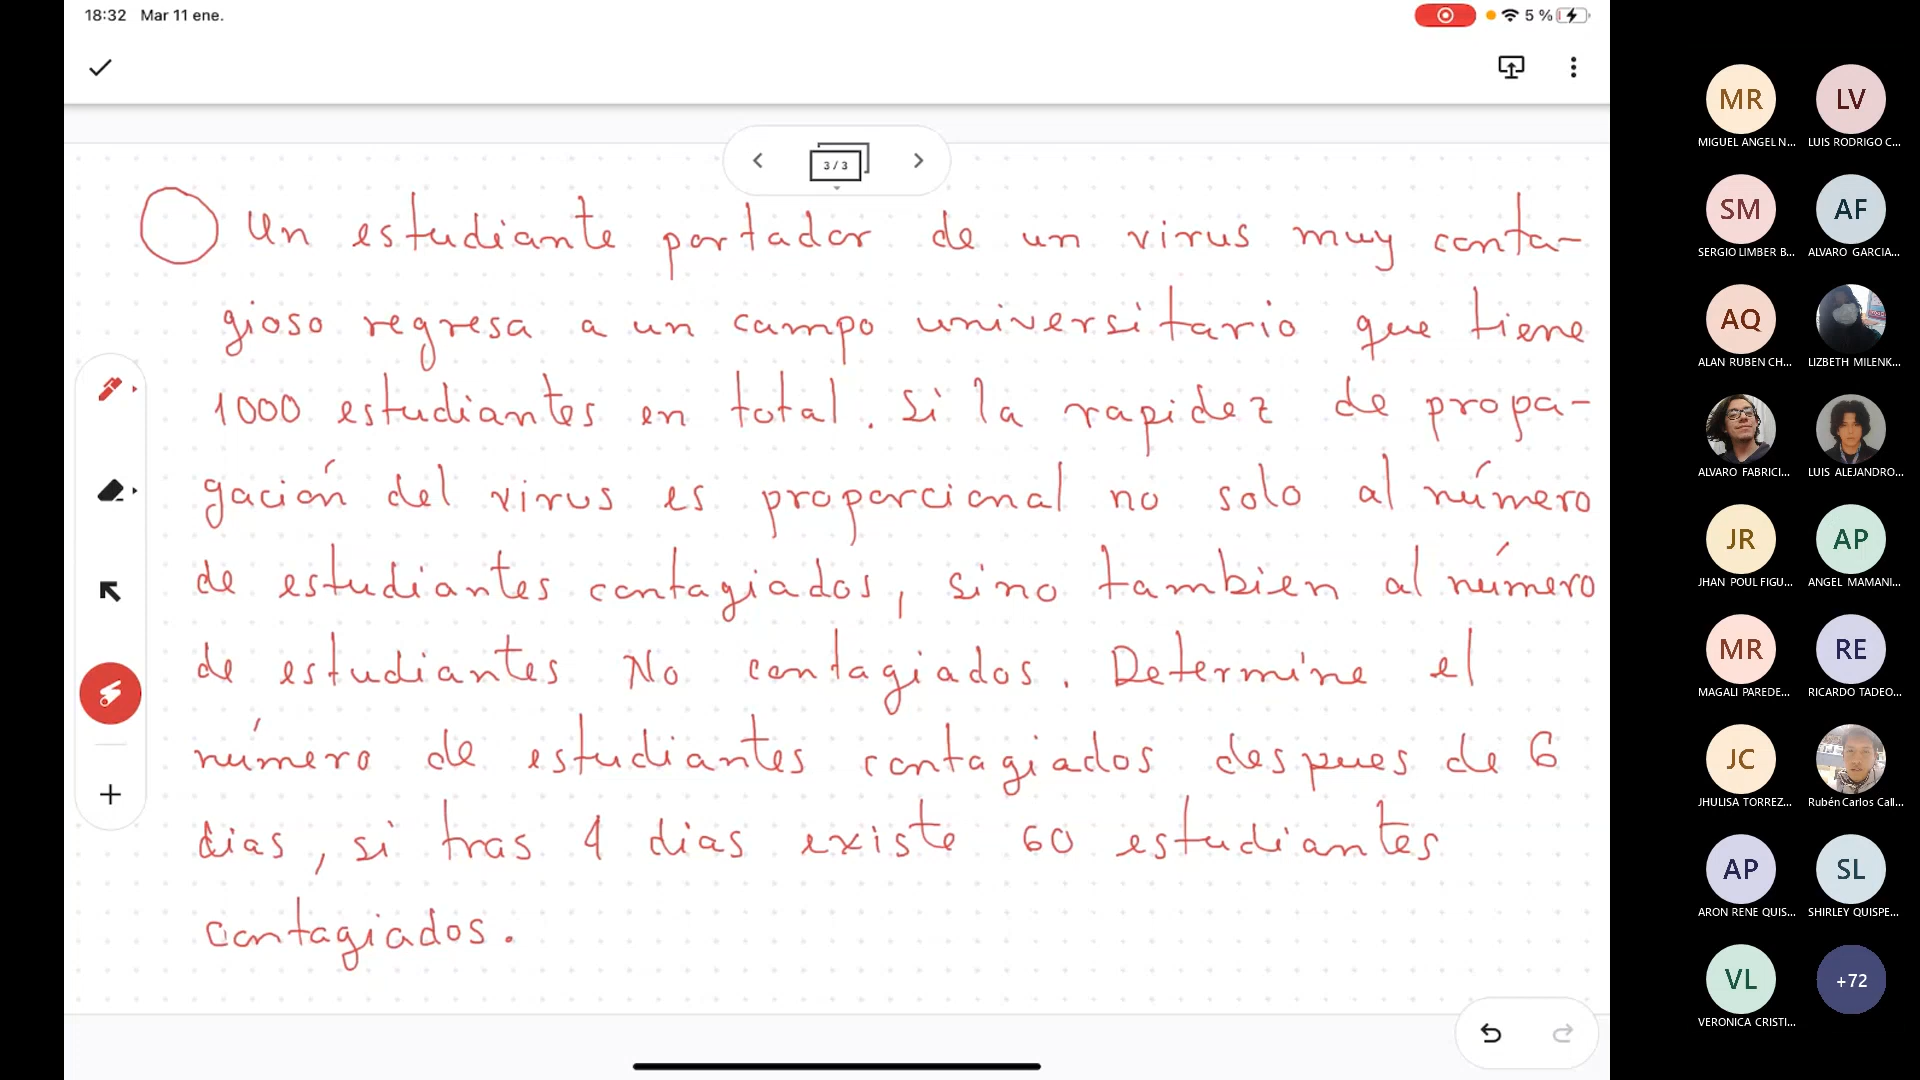 18:32 Mar 11 ene.
5 %
3 / 3
Un estudiante portador de un virus muy conta-
gioso regresa a un campo universitario que tiene
1000 estudiantes en total. Si la rapidez de propa-
gación del virus es proporcional no solo al número
de estudiantes contagiados, sino tambien al número
de estudiantes No contagiados. Determine el
número de estudiantes contagiados despues de 6
dias, si tras 4 dias existe 60 estudiantes
contagiados.
MR LV
MIGUEL ANGEL N... LUIS RODRIGO C...
SM AF
SERGIO LIMBER B... ALVARO GARCIA...
AQ
ALAN RUBEN CH... LIZBETH MILENK...
ALVARO FABRICI... LUIS ALEJANDRO...
JR AP
JHAN POUL FIGU... ANGEL MAMANI...
MR RE
MAGALI PAREDE... RICARDO TADEO...
JC
JHULISA TORREZ... Rubén Carlos Call...
AP SL
ARON RENE QUIS... SHIRLEY QUISPE...
VL +72
VERONICA CRISTI...